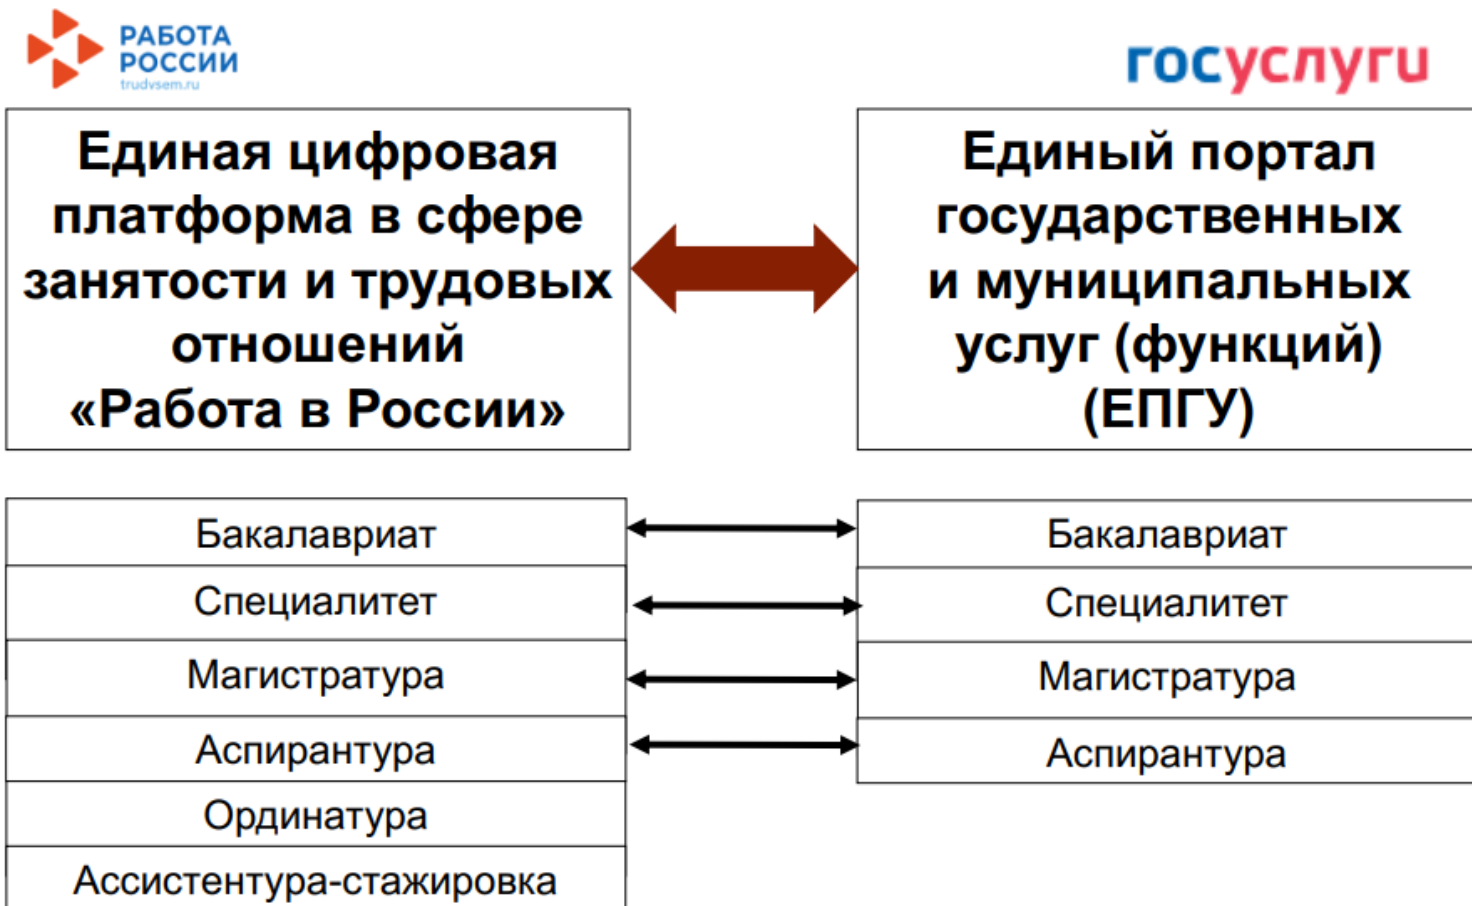 РАБОТА
РОССИИ
trudvsem.ru
госуслуги
Единая цифровая
платформа в сфере
занятости и трудовых
отношений
«Работа в России»
Единый портал
государственных
и муниципальных
услуг (функций)
(ЕПГУ)
Бакалавриат
Специалитет
Магистратура
Аспирантура
Ординатура
Ассистентура-стажировка
Бакалавриат
Специалитет
Магистратура
Аспирантура